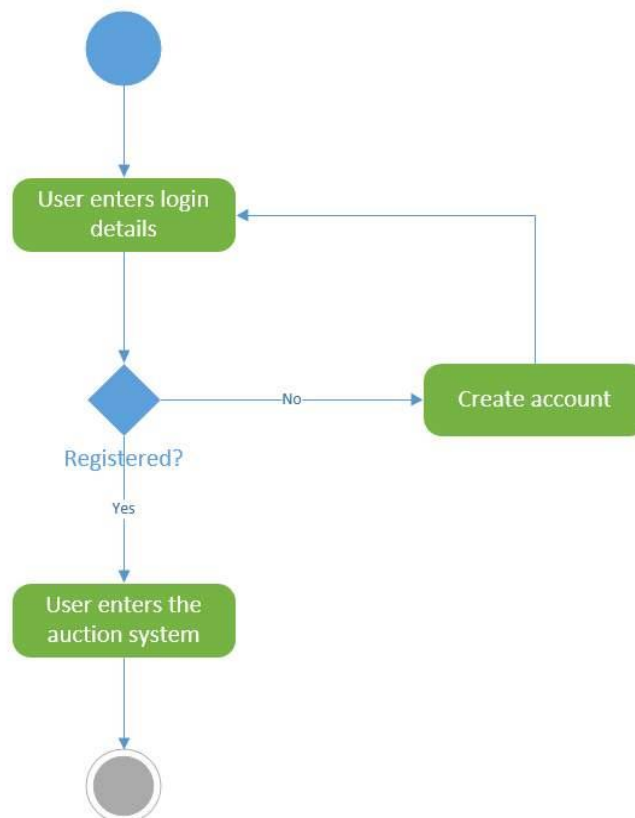 User enters login
details
No
Create account
Registered?
Yes
User enters the
auction system